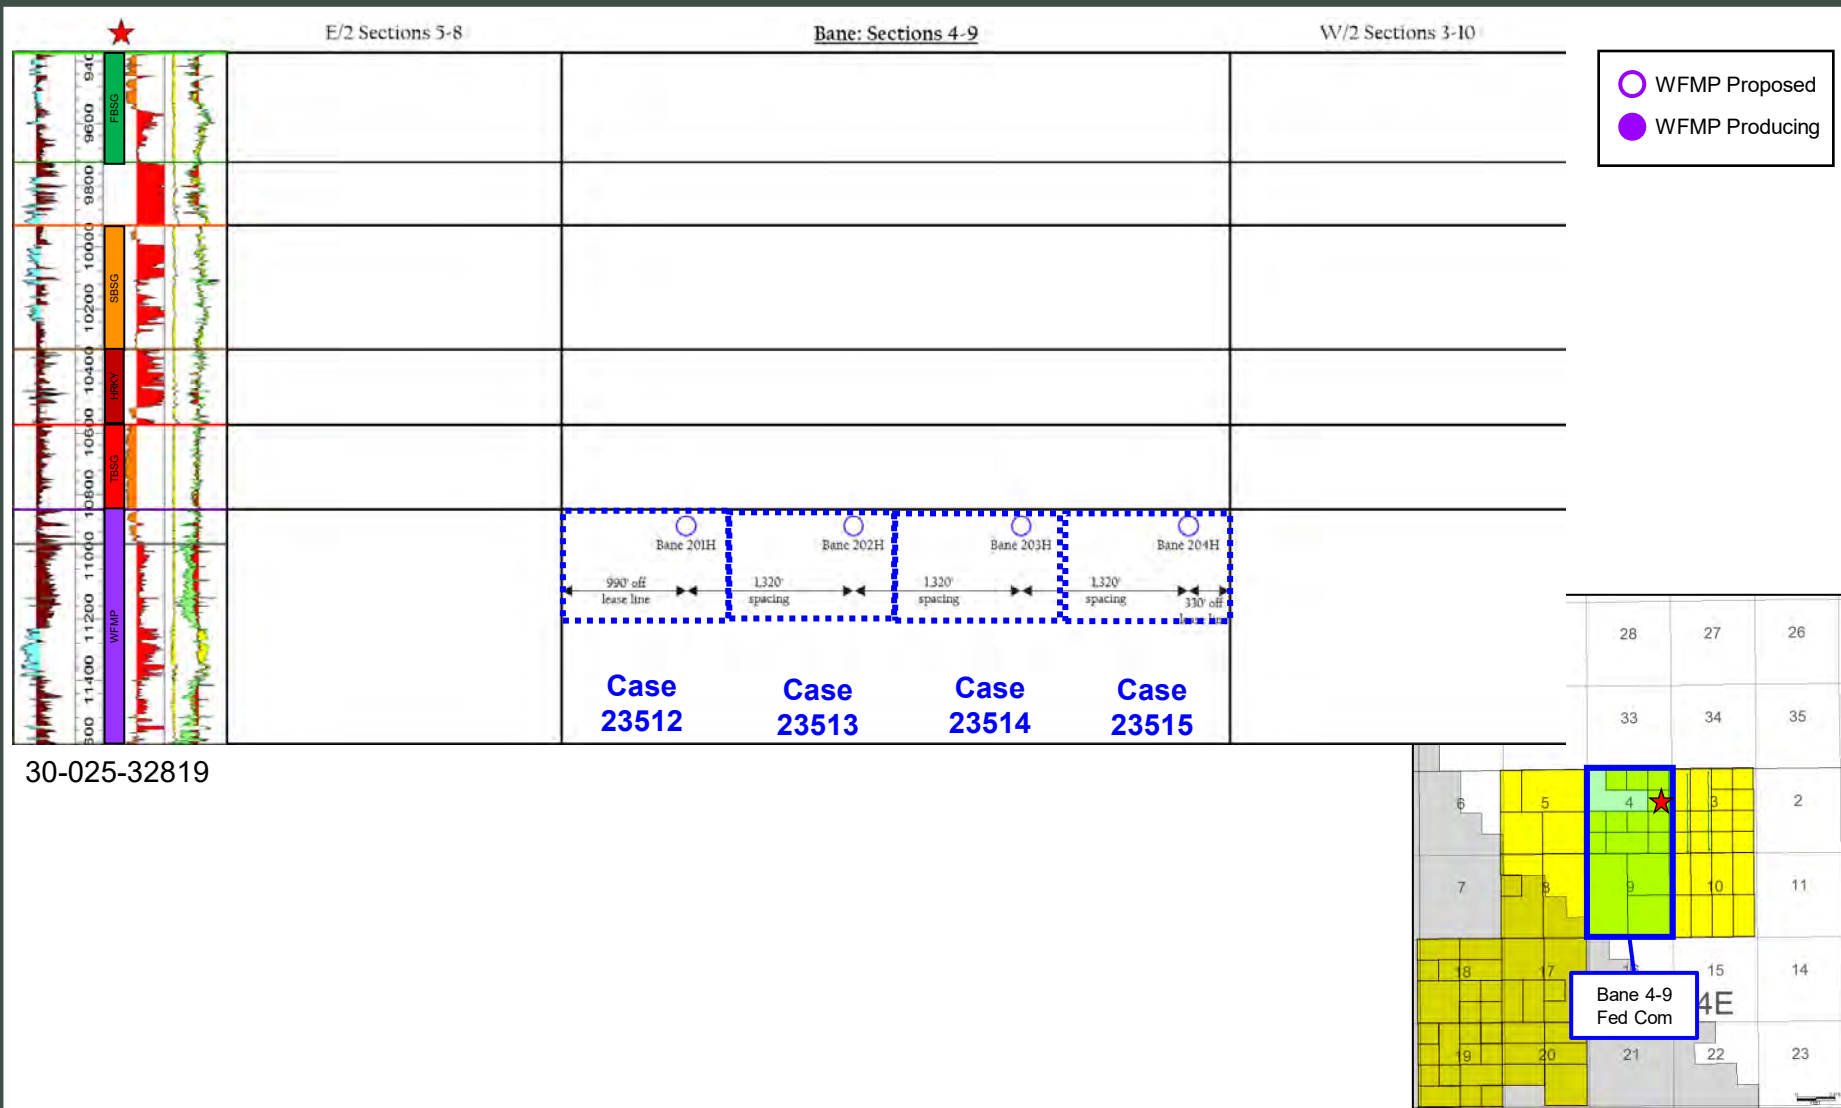 E/2 Sections 5-8
Bane: Sections 4-9
W/2 Sections 3-10
WFMP Proposed
WFMP Producing
9600
9800
10000
10200
10400
10600
10800
11000
11200
11400
FBSG
SBSG
HRKY
TBSG
WFMP
Bane 201H
Bane 202H
Bane 203H
Bane 204H
990' off
lease line
1,320'
spacing
1,320'
spacing
1,320'
spacing
330' off
lease line
Case
23512
Case
23513
Case
23514
Case
23515
30-025-32819
28 27 26
33 34 35
6 5 4 3 2
7 8 9 10 11
18 17 16 15 14
4E
19 20 21 22 23
Bane 4-9
Fed Com